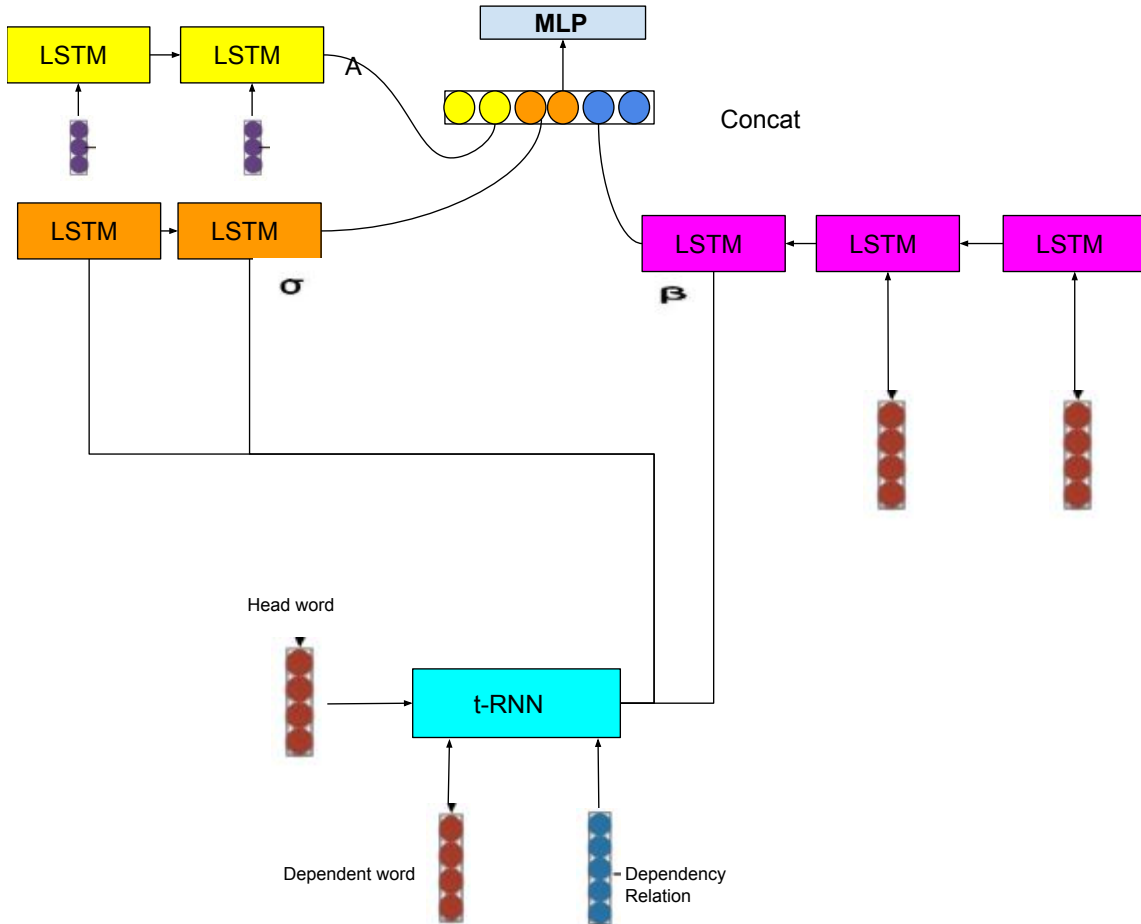 MLP
LSTM
LSTM
A
Concat
LSTM
LSTM
LSTM
LSTM
LSTM
σ
β
Head word
t-RNN
Dependent word
Dependency
Relation